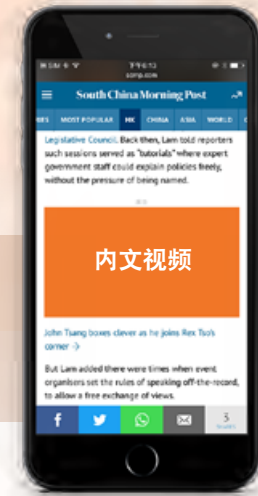 scmp.com
South China Morning Post
MOST POPULAR HK CHINA ASIA WORLD
Legislative Council. Back then, Lam told reporters
such sessions served as "tutorials" where expert
government staff could explain policies freely,
without the pressure of being named.
内文视频
John Tsang boxes clever as he joins Rex Tso's
corner →
But Lam added there were times when event
organisers set the rules of speaking off-the-record,
to allow a free exchange of views.
3